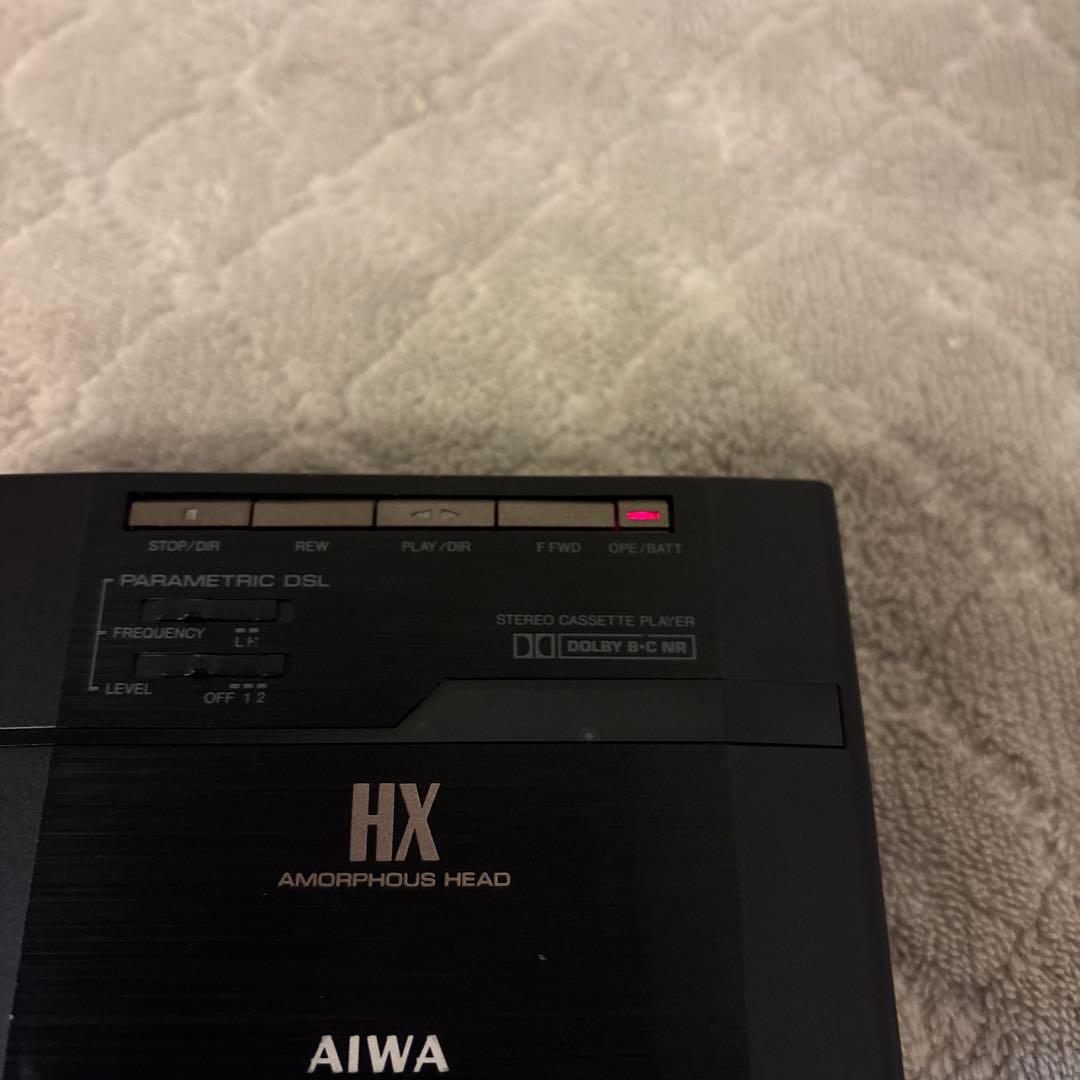 STOP/DIR REW PLAY/DIR F FWD OPE/BATT
PARAMETRIC DSL
FREQUENCY L H
LEVEL OFF 1 2
STEREO CASSETTE PLAYER
DOLBY B·C NR
HX
AMORPHOUS HEAD
AIWA